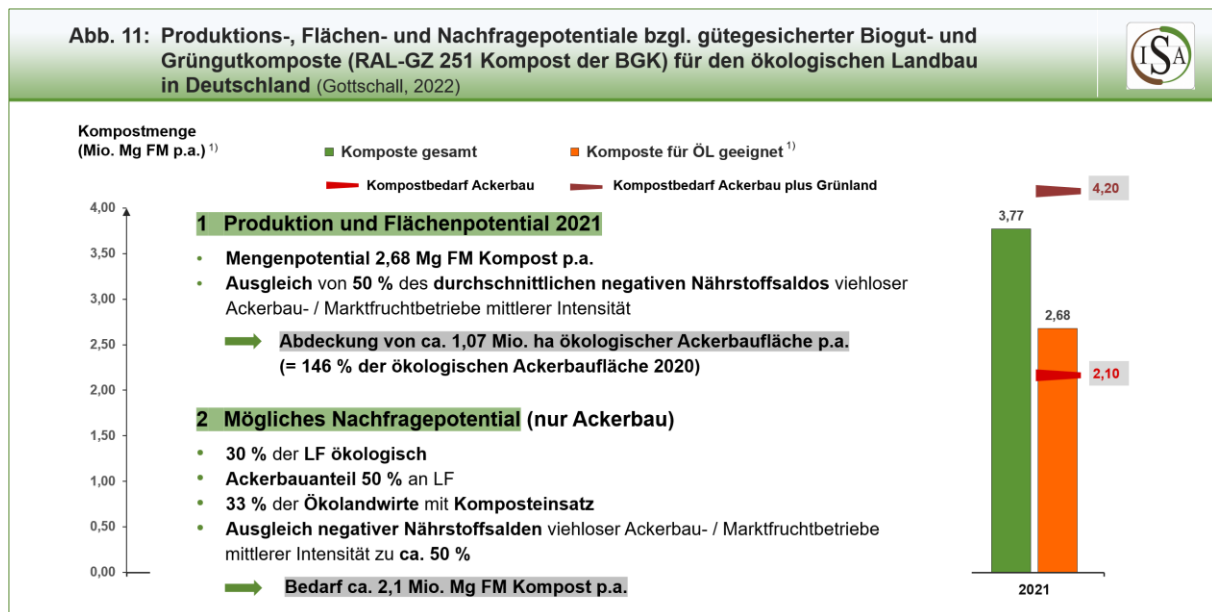 Abb. 11: Produktions-, Flächen- und Nachfragepotentiale bzgl. gütegesicherter Biogut- und
Grüngutkomposte (RAL-GZ 251 Kompost der BGK) für den ökologischen Landbau
in Deutschland (Gottschall, 2022)
ISA
Kompostmenge
(Mio. Mg FM p.a.) 1)
Komposte gesamt
Komposte für ÖL geeignet 1)
Kompostbedarf Ackerbau
Kompostbedarf Ackerbau plus Grünland
4,20
4,00
3,50
3,00
2,50
2,00
1,50
1,00
0,50
0,00
1 Produktion und Flächenpotential 2021
• Mengenpotential 2,68 Mg FM Kompost p.a.
• Ausgleich von 50 % des durchschnittlichen negativen Nährstoffsaldos viehloser
Ackerbau- / Marktfruchtbetriebe mittlerer Intensität
Abdeckung von ca. 1,07 Mio. ha ökologischer Ackerbaufläche p.a.
(= 146 % der ökologischen Ackerbaufläche 2020)
2 Mögliches Nachfragepotential (nur Ackerbau)
• 30 % der LF ökologisch
• Ackerbauanteil 50 % an LF
• 33 % der Ökolandwirte mit Komposteinsatz
• Ausgleich negativer Nährstoffsalden viehloser Ackerbau- / Marktfruchtbetriebe
mittlerer Intensität zu ca. 50 %
Bedarf ca. 2,1 Mio. Mg FM Kompost p.a.
3,77
2,68
2,10
2021